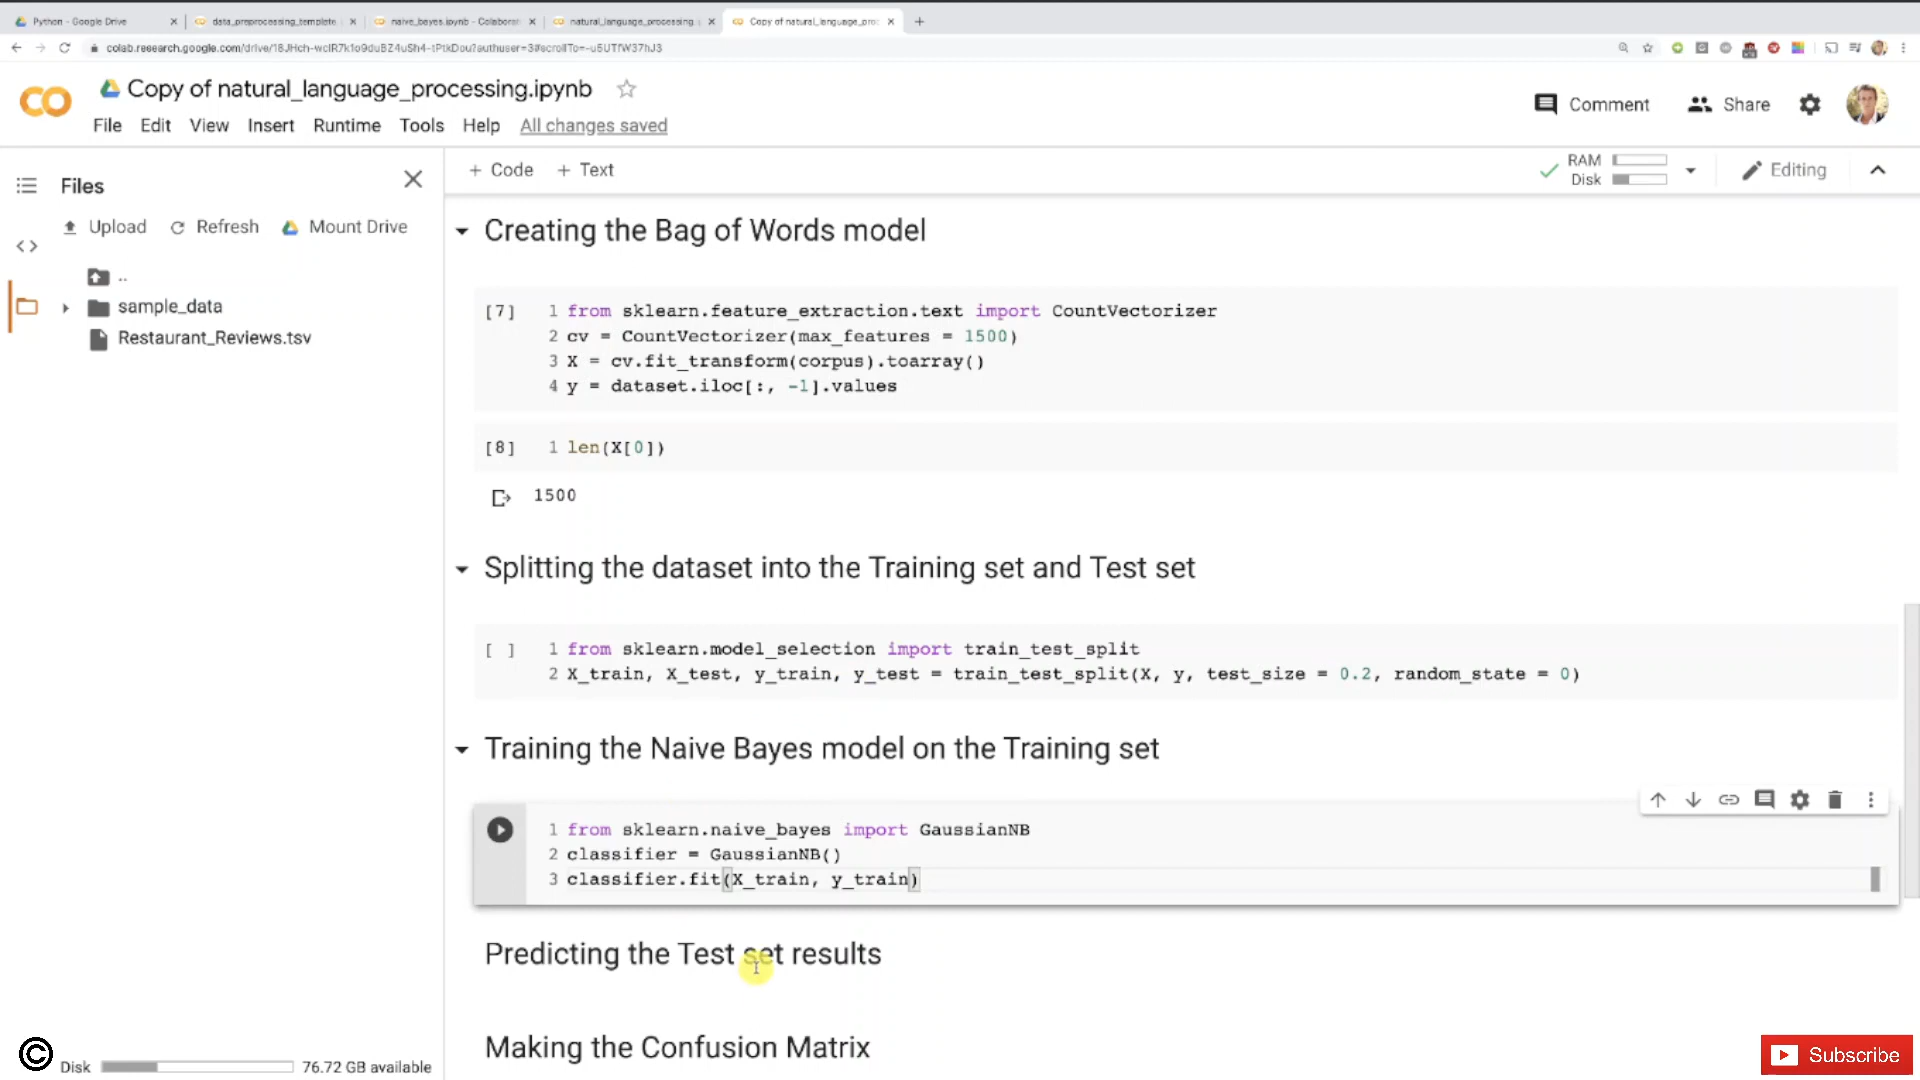 Python - Google Drive
data_preprocessing_template
naive_bayes.ipynb - Colaborat
natural_language_processing.
Copy of natural_language_proc
Copy of natural_language_processing.ipynb
File Edit View Insert Runtime Tools Help All changes saved
Comment Share
Files
Upload Refresh Mount Drive
..
sample_data
Restaurant_Reviews.tsv
Disk 76.72 GB available
+ Code + Text
RAM
Disk
Editing
Creating the Bag of Words model
[7] 1 from sklearn.feature_extraction.text import CountVectorizer
2 cv = CountVectorizer(max_features = 1500)
3 X = cv.fit_transform(corpus).toarray()
4 y = dataset.iloc[:, -1].values
[8] 1 len(X[0])
1500
Splitting the dataset into the Training set and Test set
[ ] 1 from sklearn.model_selection import train_test_split
2 X_train, X_test, y_train, y_test = train_test_split(X, y, test_size = 0.2, random_state = 0)
Training the Naive Bayes model on the Training set
1 from sklearn.naive_bayes import GaussianNB
2 classifier = GaussianNB()
3 classifier.fit(X_train, y_train)
Predicting the Test set results
Making the Confusion Matrix
©
Subscribe